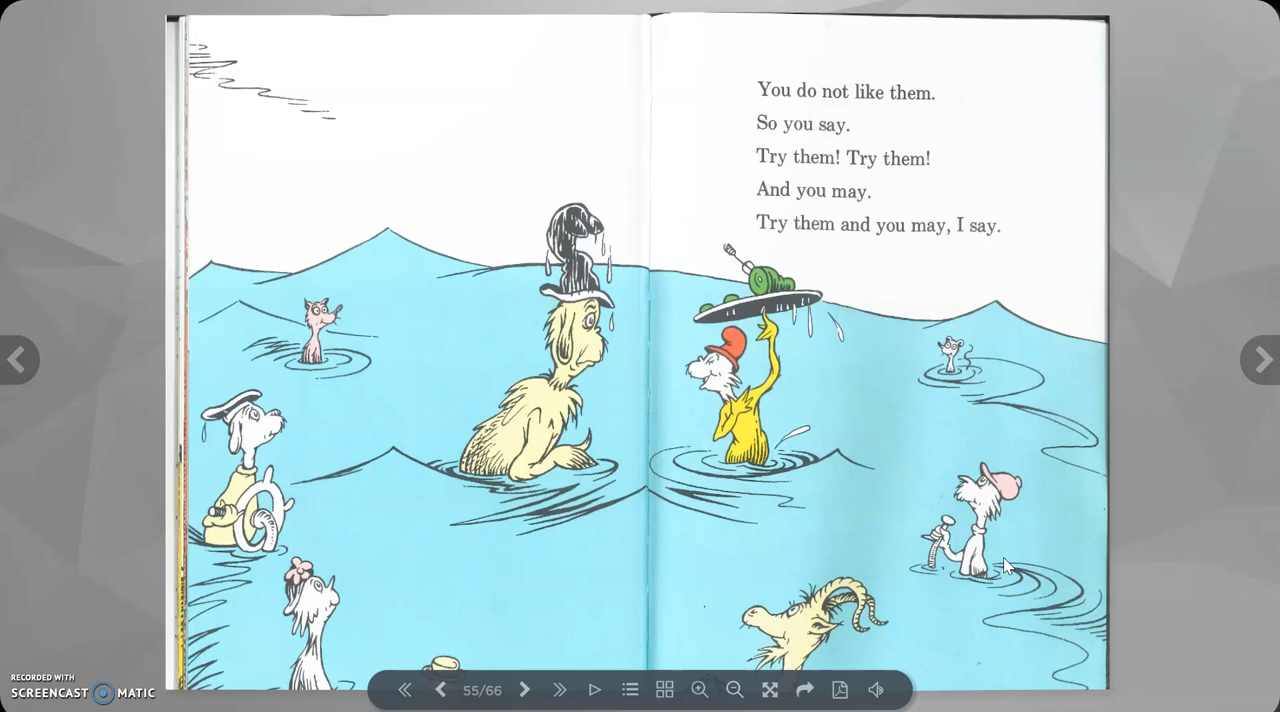 You do not like them.
So you say.
Try them! Try them!
And you may.
Try them and you may, I say.
55/66
RECORDED WITH
SCREENCAST MATIC